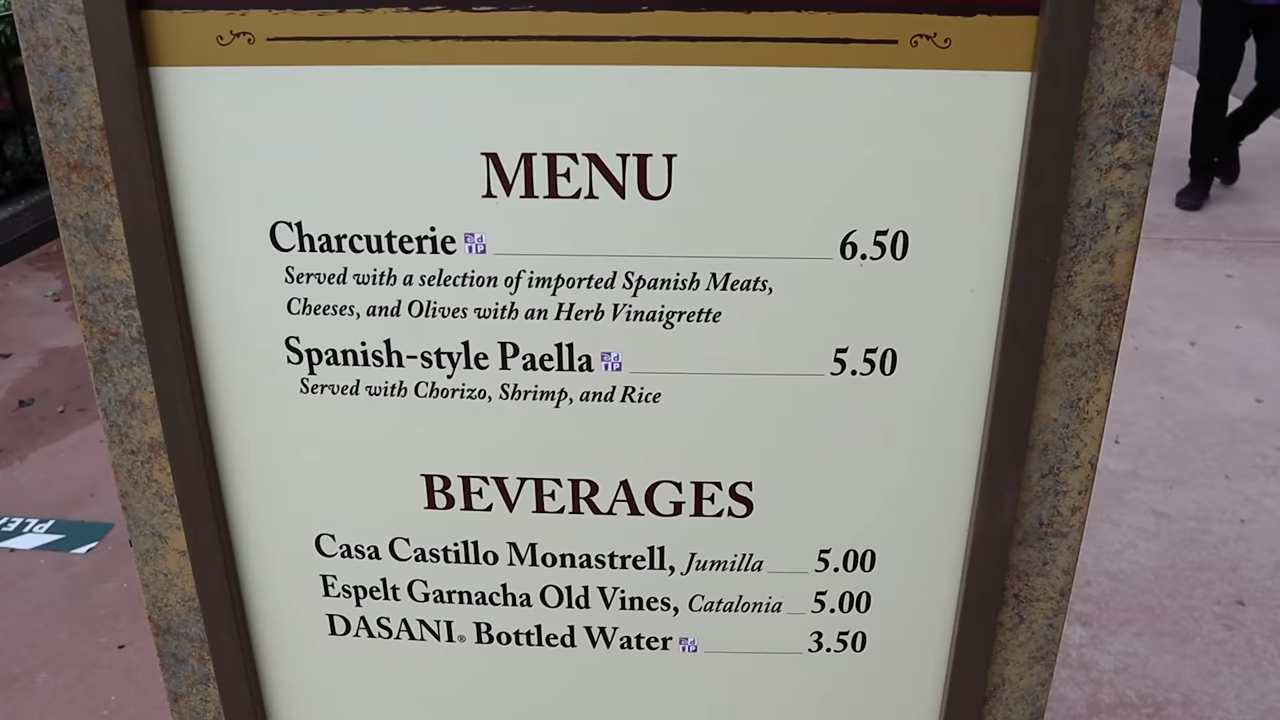 MENU
Charcuterie 6.50
Served with a selection of imported Spanish Meats,
Cheeses, and Olives with an Herb Vinaigrette
Spanish-style Paella 5.50
Served with Chorizo, Shrimp, and Rice
BEVERAGES
Casa Castillo Monastrell, Jumilla 5.00
Espelt Garnacha Old Vines, Catalonia 5.00
DASANI® Bottled Water 3.50